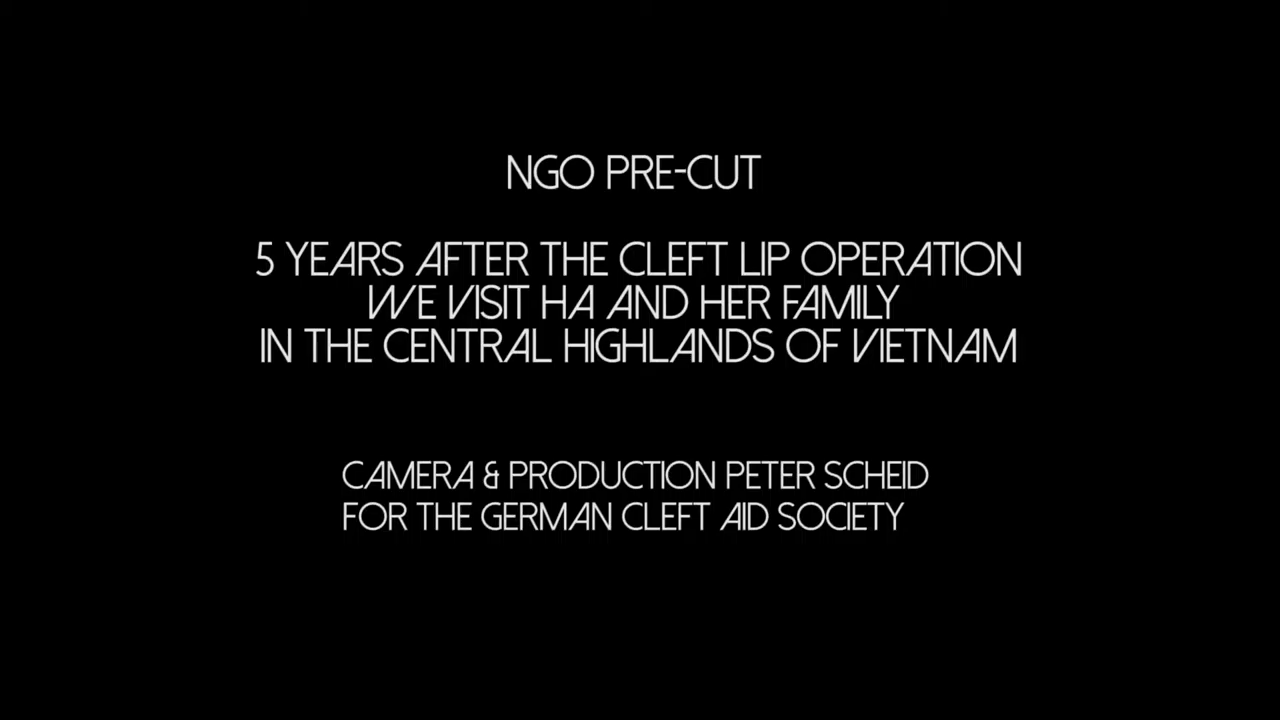 NGO PRE-CUT
5 YEARS AFTER THE CLEFT LIP OPERATION
WE VISIT HA AND HER FAMILY
IN THE CENTRAL HIGHLANDS OF VIETNAM
CAMERA & PRODUCTION PETER SCHEID
FOR THE GERMAN CLEFT AID SOCIETY